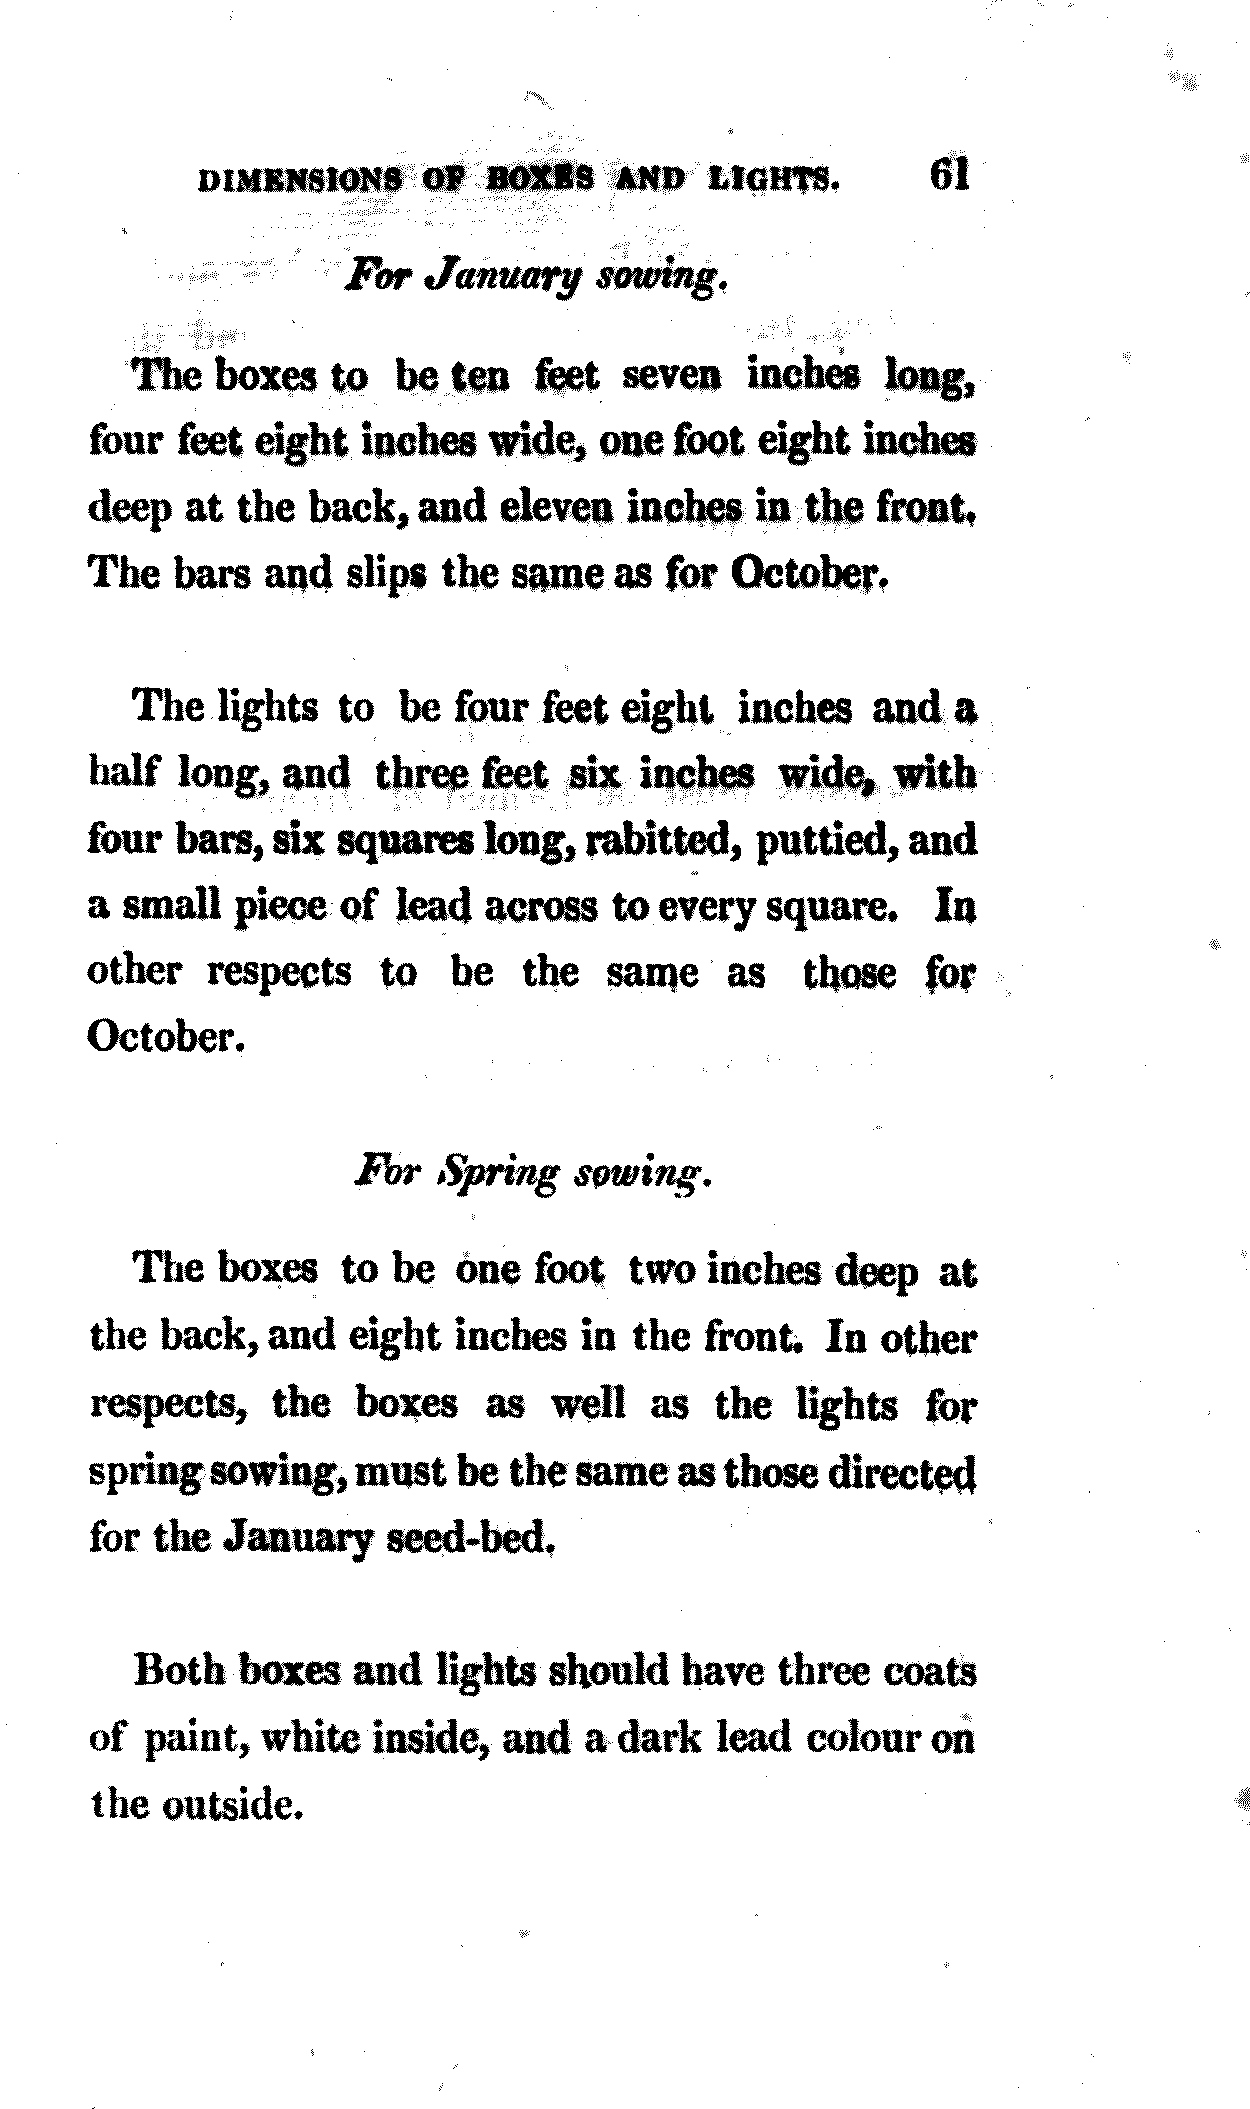 DIMENSIONS OF BOXES AND LIGHTS. 61
For January sowing.
The boxes to be ten feet seven inches long,
four feet eight inches wide, one foot eight inches
deep at the back, and eleven inches in the front.
The bars and slips the same as for October.
The lights to be four feet eight inches and a
half long, and three feet six inches wide, with
four bars, six squares long, rabitted, puttied, and
a small piece of lead across to every square. In
other respects to be the same as those for
October.
For Spring sowing.
The boxes to be one foot two inches deep at
the back, and eight inches in the front. In other
respects, the boxes as well as the lights for
spring sowing, must be the same as those directed
for the January seed-bed.
Both boxes and lights should have three coats
of paint, white inside, and a dark lead colour on
the outside.